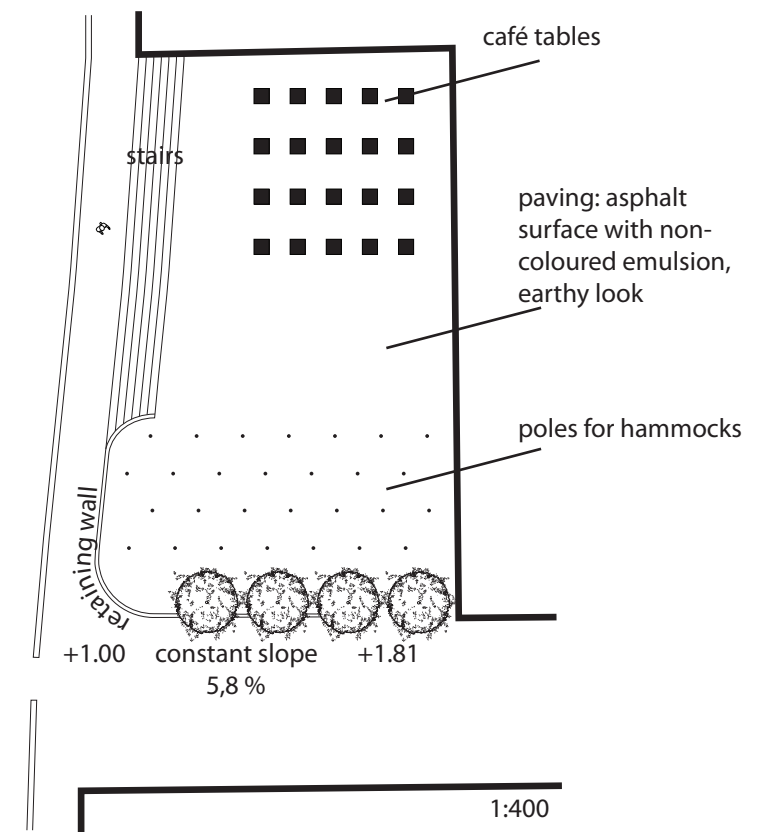 café tables
stairs
paving: asphalt
surface with non-
coloured emulsion,
earthy look
poles for hammocks
retaining wall
+1.00 constant slope +1.81
5,8 %
1:400